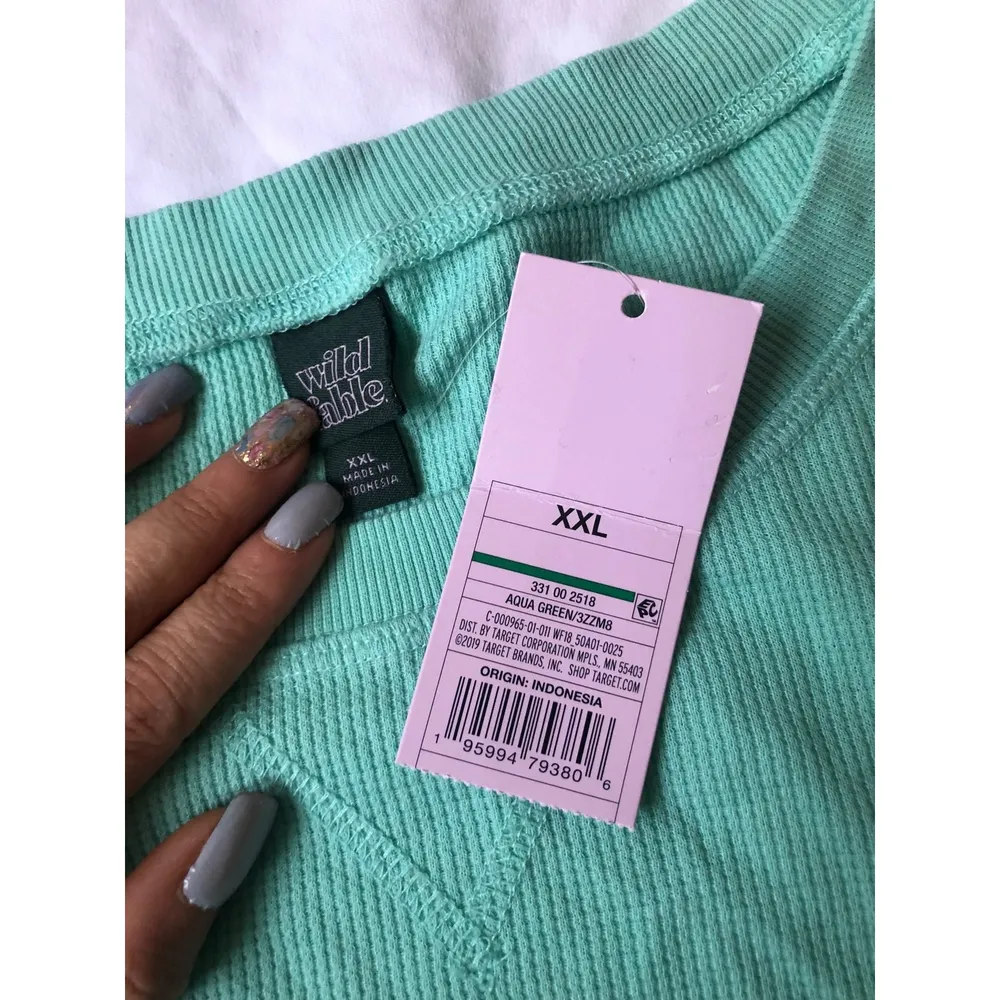 wild
fable
XXL
MADE IN
INDONESIA
XXL
331 00 2518
AQUA GREEN/3ZZM8
C-000965-01-011 WF18 50A01-0025
DIST. BY TARGET CORPORATION MPLS, MN 55403
©2019 TARGET BRANDS, INC. SHOP TARGET.COM
ORIGIN: INDONESIA
1 95994 79380 6